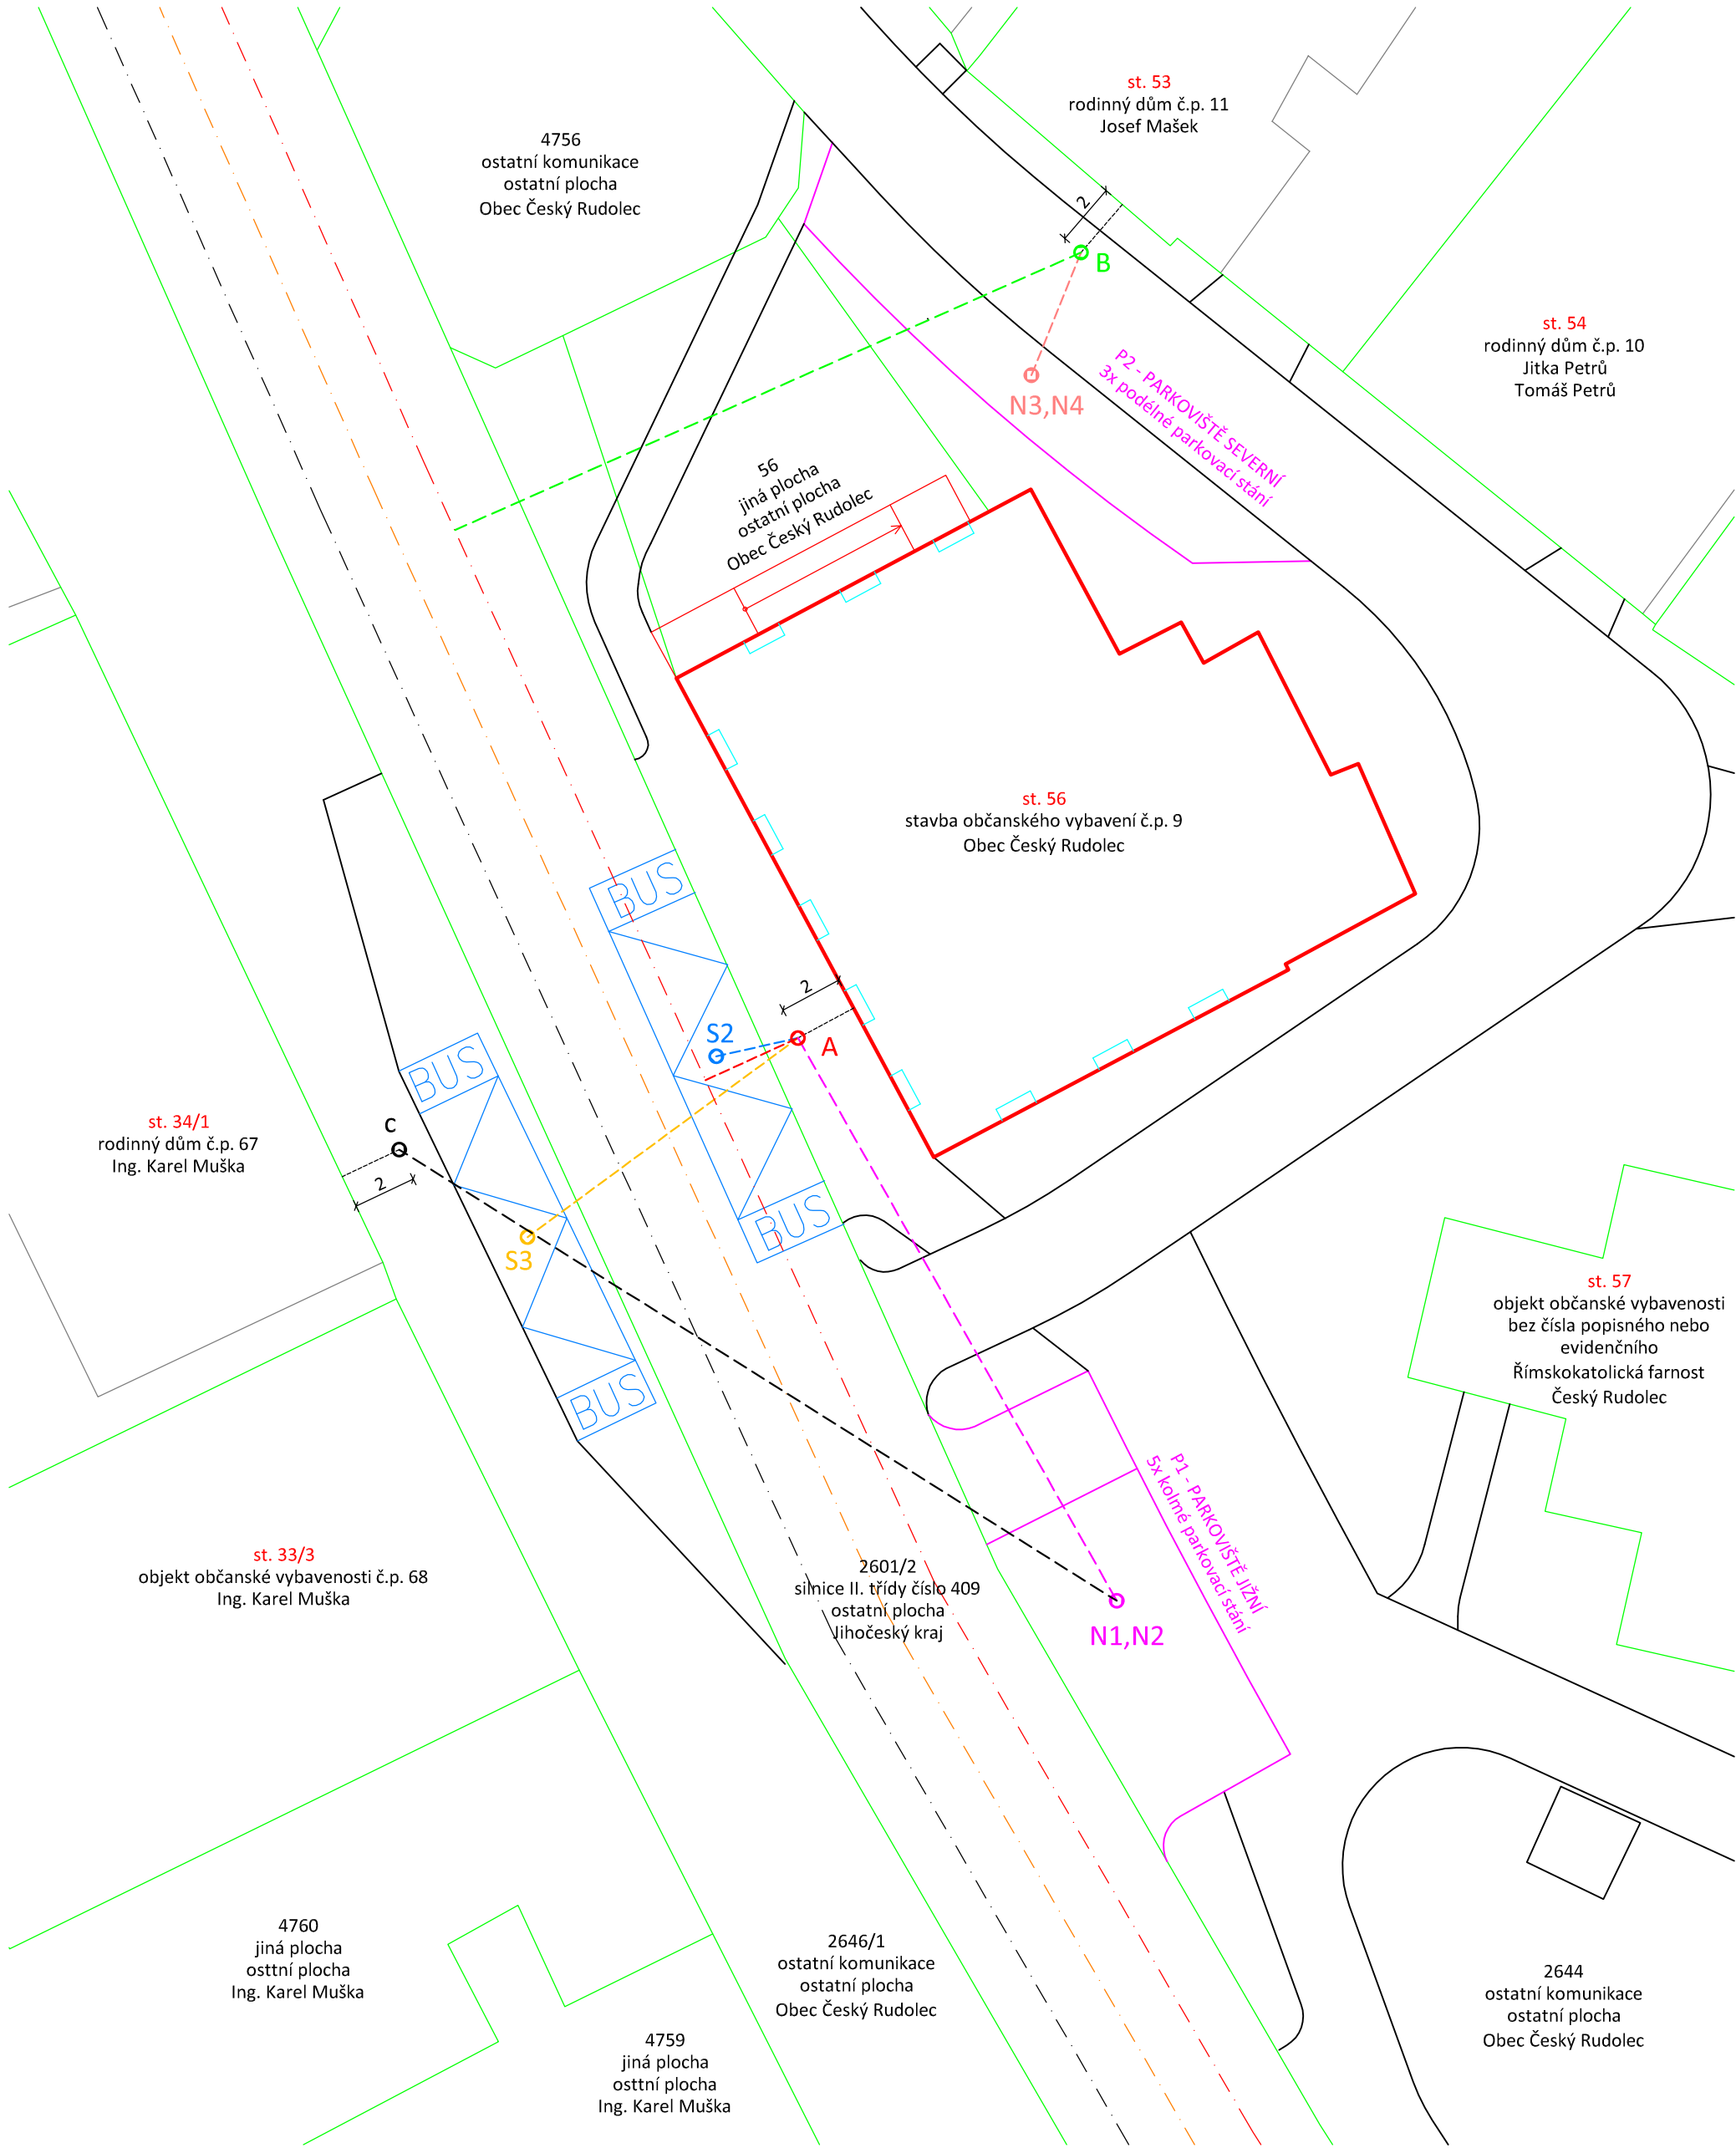 st. 53
rodinný dům č.p. 11
Josef Mašek
4756
ostatní komunikace
ostatní plocha
Obec Český Rudolec
2
B
st. 54
rodinný dům č.p. 10
Jitka Petrů
Tomáš Petrů
P2 - PARKOVIŠTĚ SEVERNÍ
3x podélné parkovací stání
N3,N4
56
jiná plocha
ostatní plocha
Obec Český Rudolec
st. 56
stavba občanského vybavení č.p. 9
Obec Český Rudolec
BUS
2
S2
A
BUS
st. 34/1
rodinný dům č.p. 67
Ing. Karel Muška
C
2
BUS
S3
st. 57
objekt občanské vybavenosti
bez čísla popisného nebo
evidenčního
Římskokatolická farnost
Český Rudolec
BUS
P1 - PARKOVIŠTĚ JIŽNÍ
5x kolmé parkovací stání
st. 33/3
objekt občanské vybavenosti č.p. 68
Ing. Karel Muška
2601/2
silnice II. třídy číslo 409
ostatní plocha
Jihočeský kraj
N1,N2
4760
jiná plocha
osttní plocha
Ing. Karel Muška
2646/1
ostatní komunikace
ostatní plocha
Obec Český Rudolec
2644
ostatní komunikace
ostatní plocha
Obec Český Rudolec
4759
jiná plocha
osttní plocha
Ing. Karel Muška